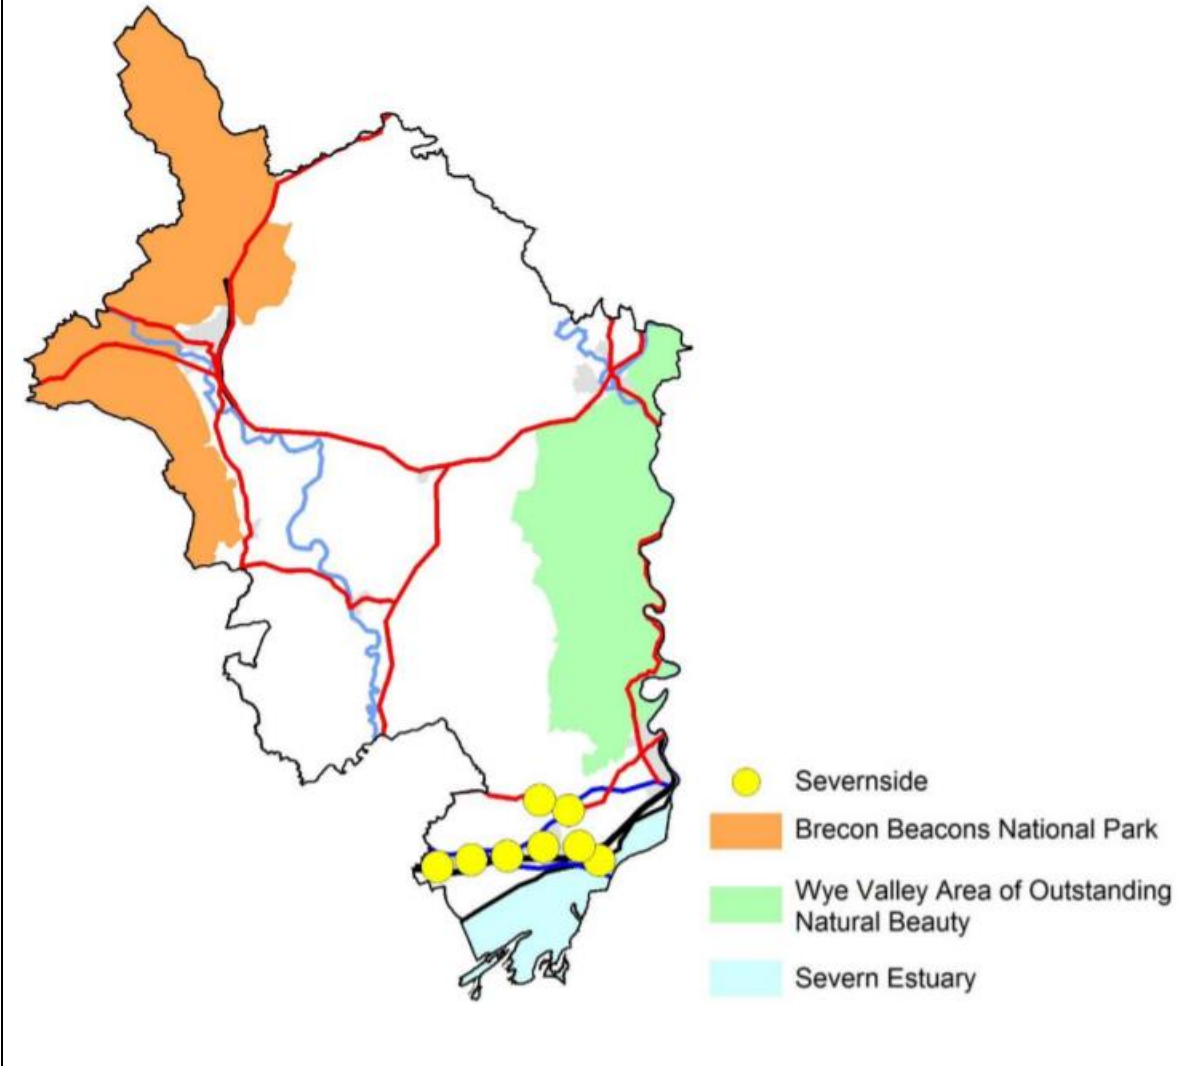 Severnside
Brecon Beacons National Park
Wye Valley Area of Outstanding
Natural Beauty
Severn Estuary